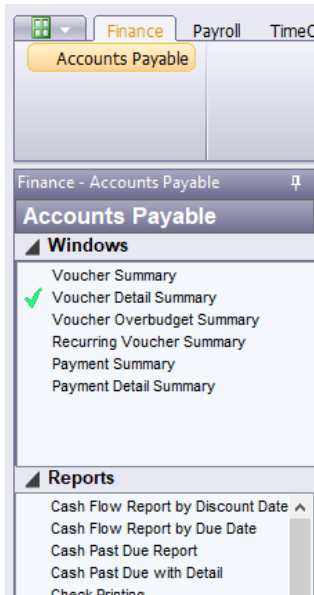 Finance Payroll
Accounts Payable
Finance - Accounts Payable
Accounts Payable
Windows
Voucher Summary
Voucher Detail Summary
Voucher Overbudget Summary
Recurring Voucher Summary
Payment Summary
Payment Detail Summary
Reports
Cash Flow Report by Discount Date
Cash Flow Report by Due Date
Cash Past Due Report
Cash Past Due with Detail
Check Printing